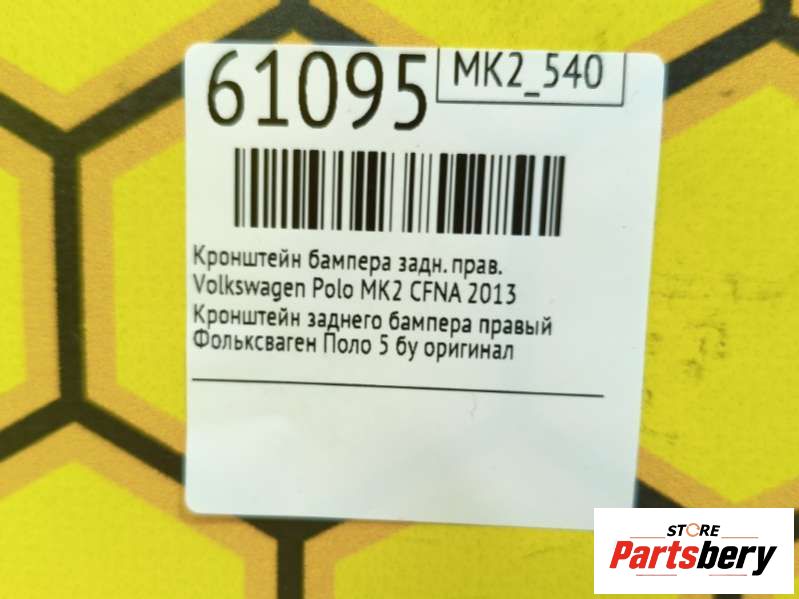 61095
MK2_540
Кронштейн бампера задн. прав.
Volkswagen Polo MK2 CFNA 2013
Кронштейн заднего бампера правый
Фольксваген Поло 5 бу оригинал
STORE
Partsbery